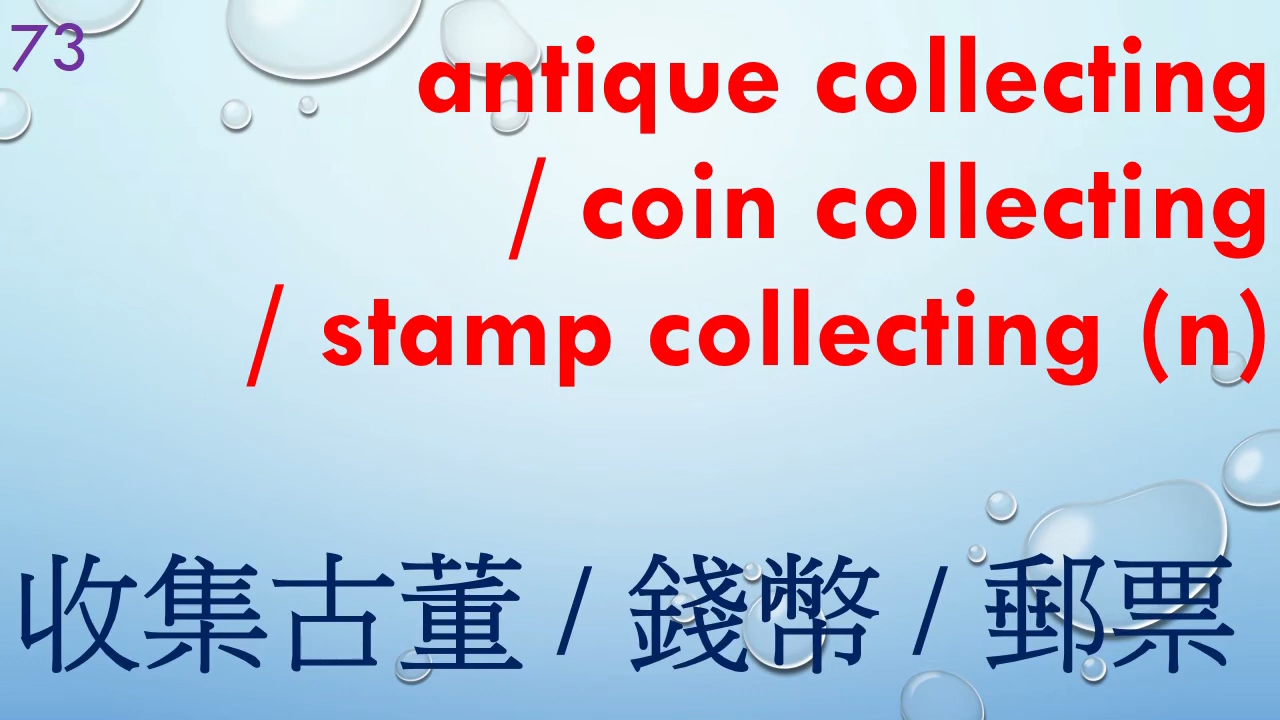 73
antique collecting
/ coin collecting
/ stamp collecting (n)
收集古董 / 錢幣 / 郵票